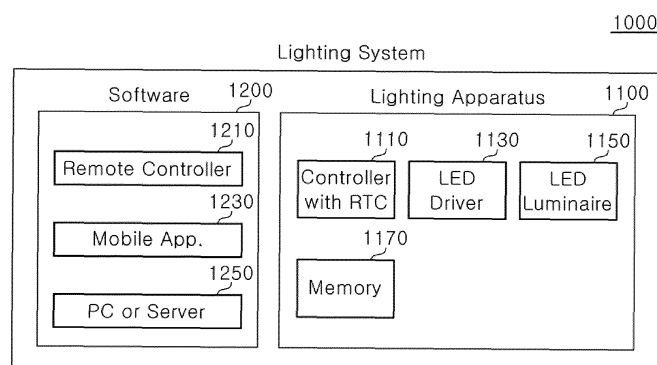 1000
Lighting System
Software
1200
Lighting Apparatus
1100
1210
Remote Controller
1230
Mobile App.
1250
PC or Server
1110
Controller
with RTC
1130
LED
Driver
1150
LED
Luminaire
1170
Memory